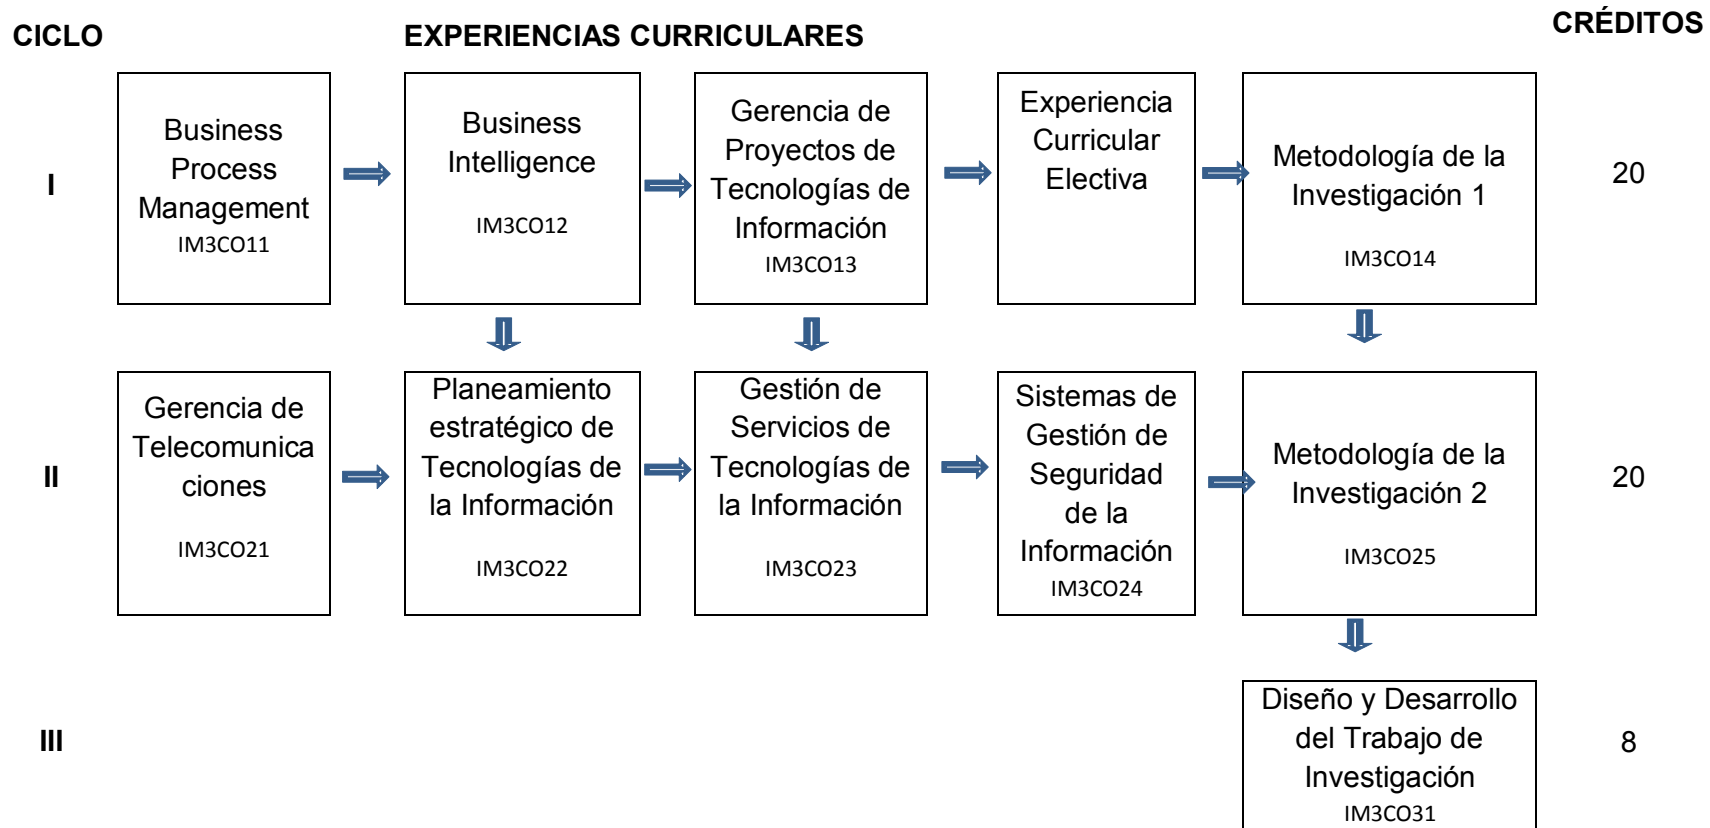 CICLO
EXPERIENCIAS CURRICULARES
CRÉDITOS
I
Business
Process
Management
IM3CO11
Business
Intelligence
IM3CO12
Gerencia de
Proyectos de
Tecnologías de
Información
IM3CO13
Experiencia
Curricular
Electiva
Metodología de la
Investigación 1
IM3CO14
20
II
Gerencia de
Telecomunica
ciones
IM3CO21
Planeamiento
estratégico de
Tecnologías de
la Información
IM3CO22
Gestión de
Servicios de
Tecnologías de
la Información
IM3CO23
Sistemas de
Gestión de
Seguridad
de la
Información
IM3CO24
Metodología de la
Investigación 2
IM3CO25
20
III
Diseño y Desarrollo
del Trabajo de
Investigación
IM3CO31
8